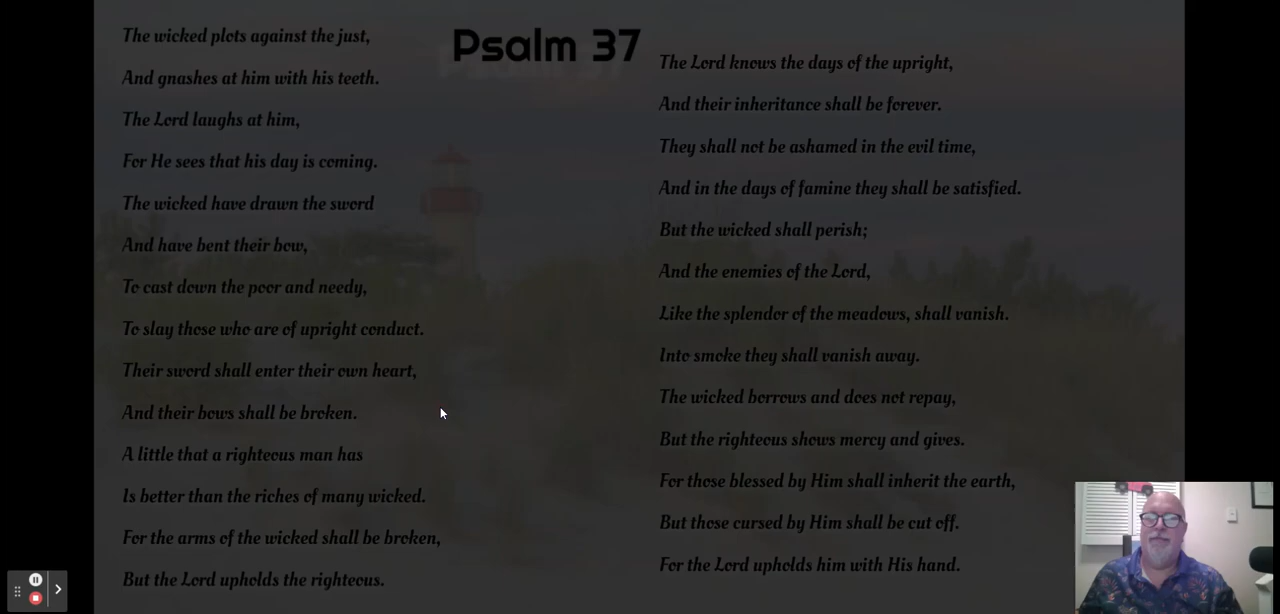 Psalm 37
The wicked plots against the just,
And gnashes at him with his teeth.
The Lord laughs at him,
For He sees that his day is coming.
The wicked have drawn the sword
And have bent their bow,
To cast down the poor and needy,
To slay those who are of upright conduct.
Their sword shall enter their own heart,
And their bows shall be broken.
A little that a righteous man has
Is better than the riches of many wicked.
For the arms of the wicked shall be broken,
But the Lord upholds the righteous.
The Lord knows the days of the upright,
And their inheritance shall be forever.
They shall not be ashamed in the evil time,
And in the days of famine they shall be satisfied.
But the wicked shall perish;
And the enemies of the Lord,
Like the splendor of the meadows, shall vanish.
Into smoke they shall vanish away.
The wicked borrows and does not repay,
But the righteous shows mercy and gives.
For those blessed by Him shall inherit the earth,
But those cursed by Him shall be cut off.
For the Lord upholds him with His hand.